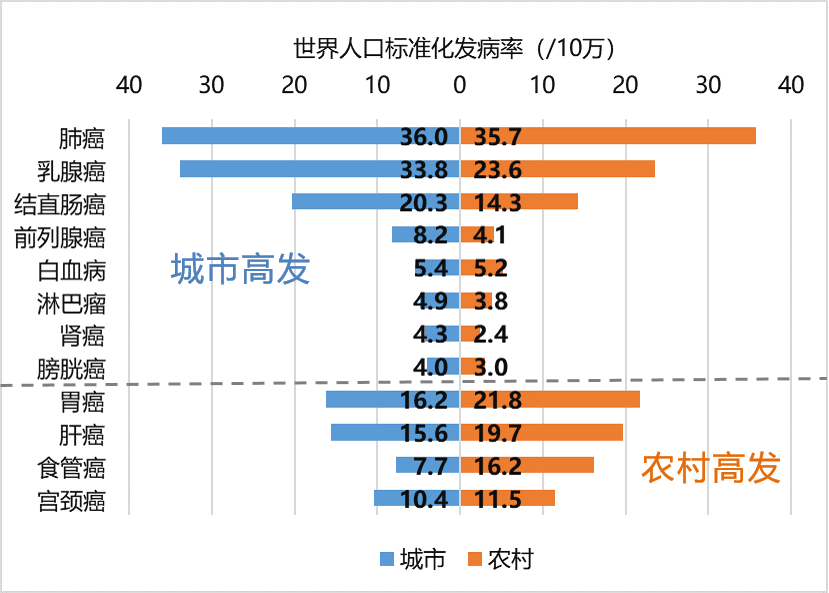 世界人口标准化发病率（/10万）
40 30 20 10 0 10 20 30 40
肺癌 36.0 35.7
乳腺癌 33.8 23.6
结直肠癌 20.3 14.3
前列腺癌 8.2 4.1
白血病 5.4 5.2
城市高发
淋巴瘤 4.9 3.8
肾癌 4.3 2.4
膀胱癌 4.0 3.0
胃癌 16.2 21.8
肝癌 15.6 19.7
食管癌 7.7 16.2
农村高发
宫颈癌 10.4 11.5
城市 农村